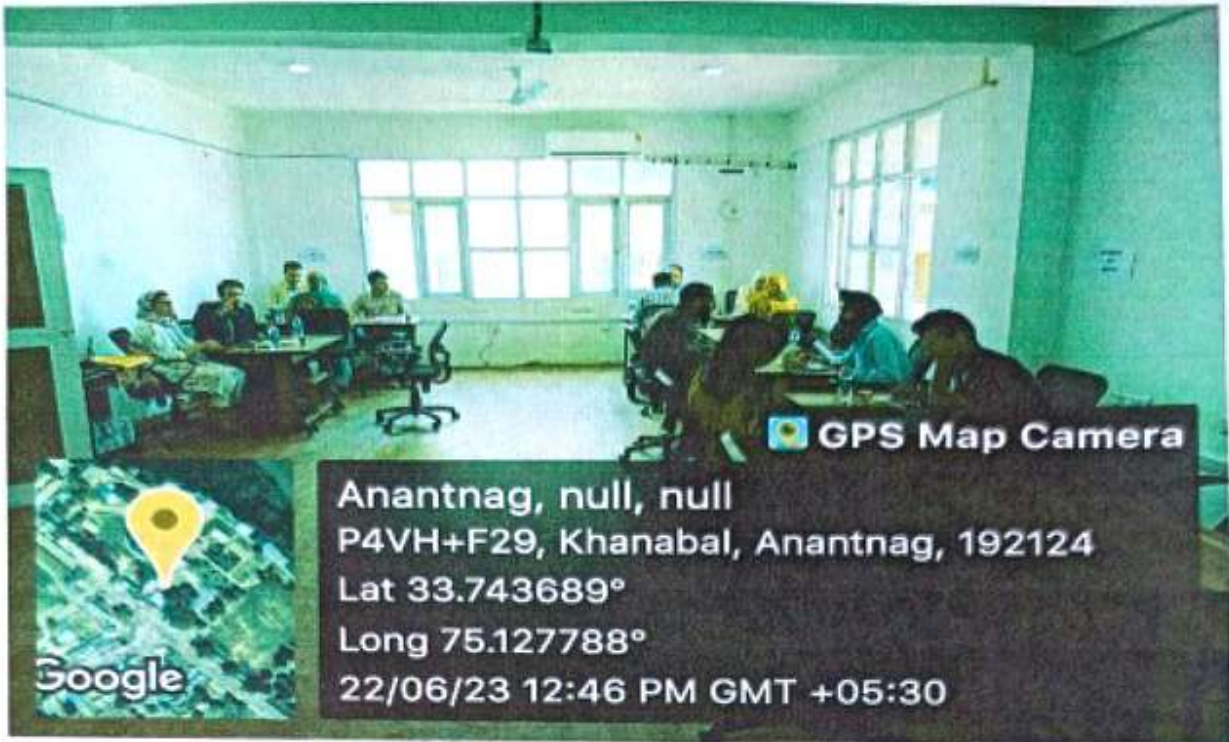 GPS Map Camera
Anantnag, null, null
P4VH+F29, Khanabal, Anantnag, 192124
Lat 33.743689°
Long 75.127788°
22/06/23 12:46 PM GMT +05:30
Google